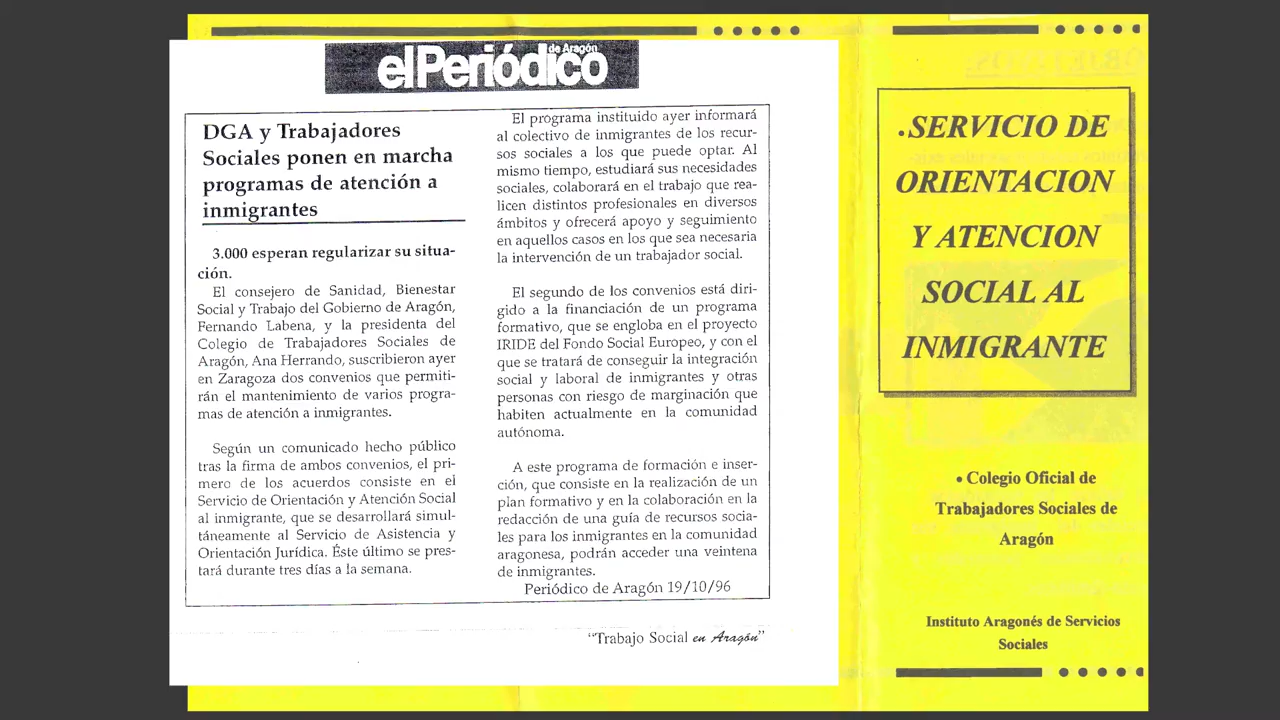 el Periódico
de Aragón
DGA y Trabajadores
Sociales ponen en marcha
programas de atención a
inmigrantes
3.000 esperan regularizar su situa-
ción.
El consejero de Sanidad, Bienestar
Social y Trabajo del Gobierno de Aragón,
Fernando Labena, y la presidenta del
Colegio de Trabajadores Sociales de
Aragón, Ana Herrando, suscribieron ayer
en Zaragoza dos convenios que permiti-
rán el mantenimiento de varios progra-
mas de atención a inmigrantes.
Según un comunicado hecho público
tras la firma de ambos convenios, el pri-
mero de los acuerdos consiste en el
Servicio de Orientación y Atención Social
al inmigrante, que se desarrollará simul-
táneamente al Servicio de Asistencia y
Orientación Jurídica. Éste último se pres-
tará durante tres días a la semana.
El programa instituido ayer informará
al colectivo de inmigrantes de los recur-
sos sociales a los que puede optar. Al
mismo tiempo, estudiará sus necesidades
sociales, colaborará en el trabajo que rea-
licen distintos profesionales en diversos
ámbitos y ofrecerá apoyo y seguimiento
en aquellos casos en los que sea necesaria
la intervención de un trabajador social.
El segundo de los convenios está diri-
gido a la financiación de un programa
formativo, que se engloba en el proyecto
IRIDE del Fondo Social Europeo, y con el
que se tratará de conseguir la integración
social y laboral de inmigrantes y otras
personas con riesgo de marginación que
habiten actualmente en la comunidad
autónoma.
A este programa de formación e inser-
ción, que consiste en la realización de un
plan formativo y en la colaboración en la
redacción de una guía de recursos socia-
les para los inmigrantes en la comunidad
aragonesa, podrán acceder una veintena
de inmigrantes.
Periódico de Aragón 19/10/96
"Trabajo Social en Aragón"
•SERVICIO DE
ORIENTACION
Y ATENCION
SOCIAL AL
INMIGRANTE
• Colegio Oficial de
Trabajadores Sociales de
Aragón
Instituto Aragonés de Servicios
Sociales